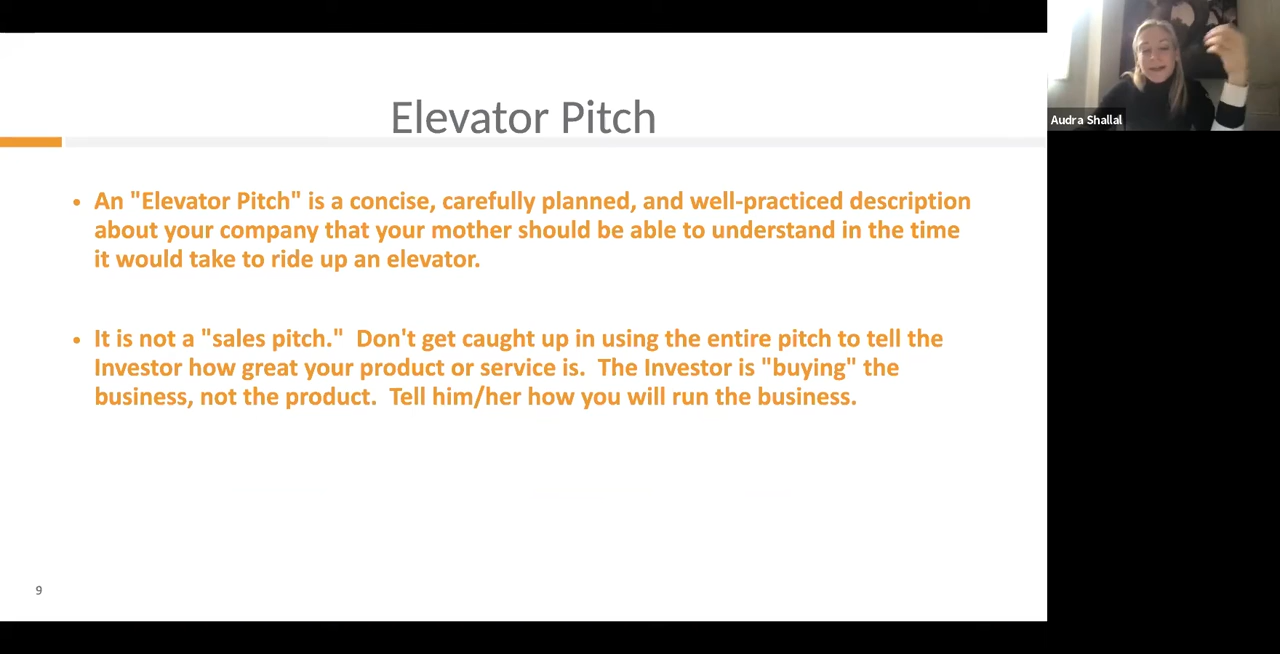 Elevator Pitch
• An "Elevator Pitch" is a concise, carefully planned, and well-practiced description
about your company that your mother should be able to understand in the time
it would take to ride up an elevator.
• It is not a "sales pitch."  Don't get caught up in using the entire pitch to tell the
Investor how great your product or service is.  The Investor is "buying" the
business, not the product.  Tell him/her how you will run the business.
9
Audra Shallal